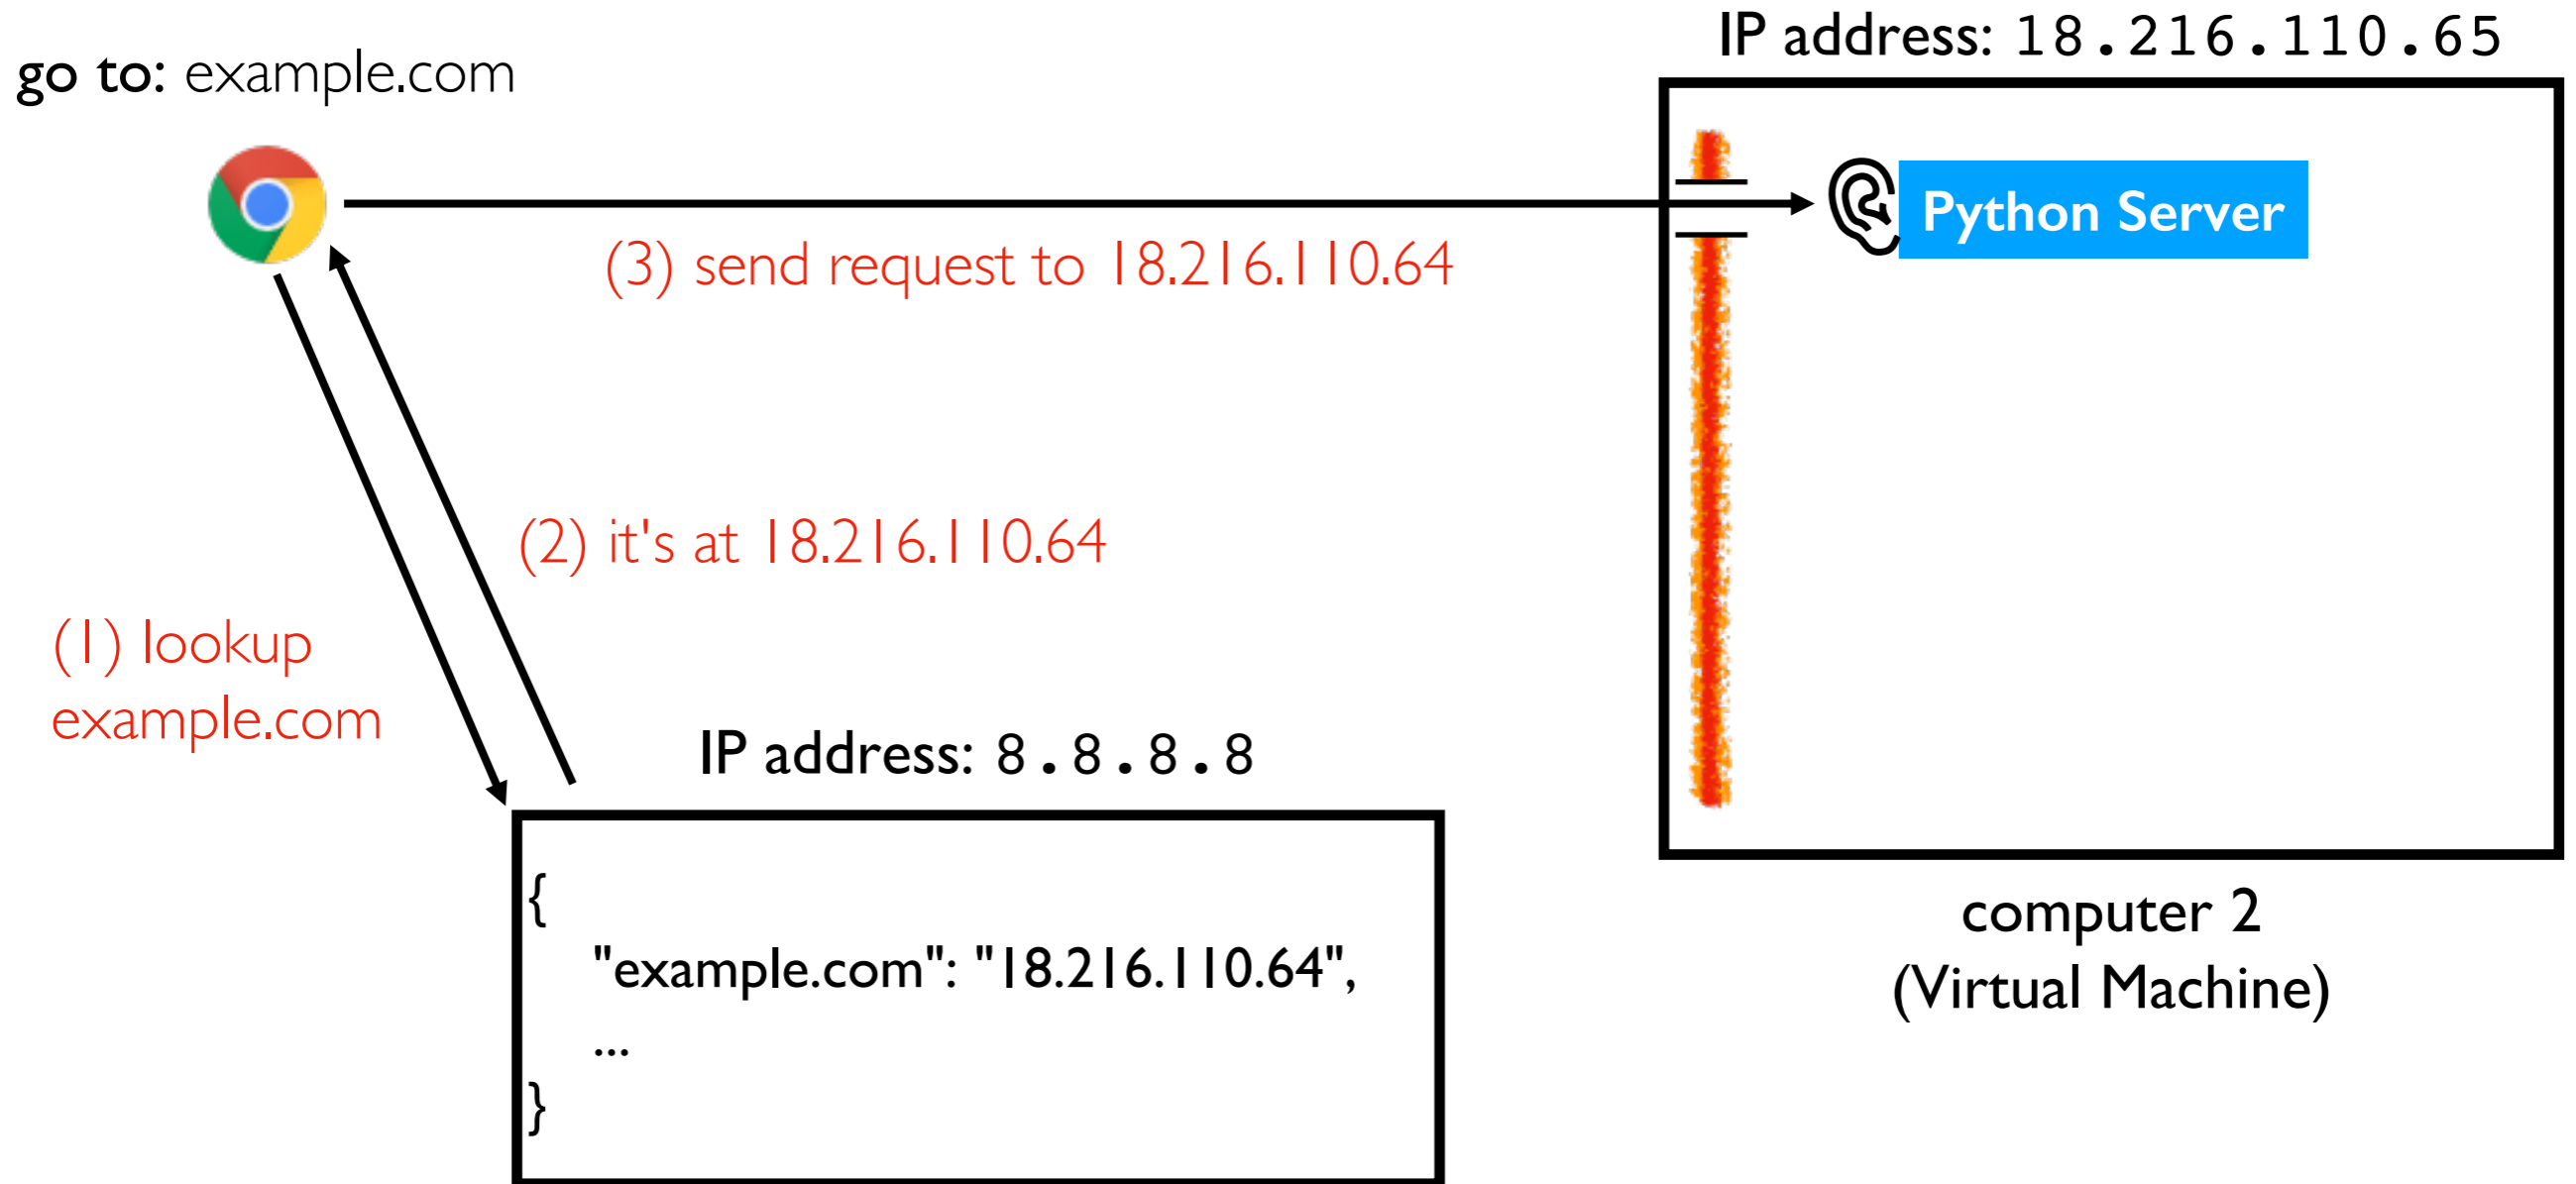 IP address: 18.216.110.65
go to: example.com
Python Server
(3) send request to 18.216.110.64
(2) it's at 18.216.110.64
(1) lookup
example.com
IP address: 8.8.8.8
{
"example.com": "18.216.110.64",
...
}
computer 2
(Virtual Machine)